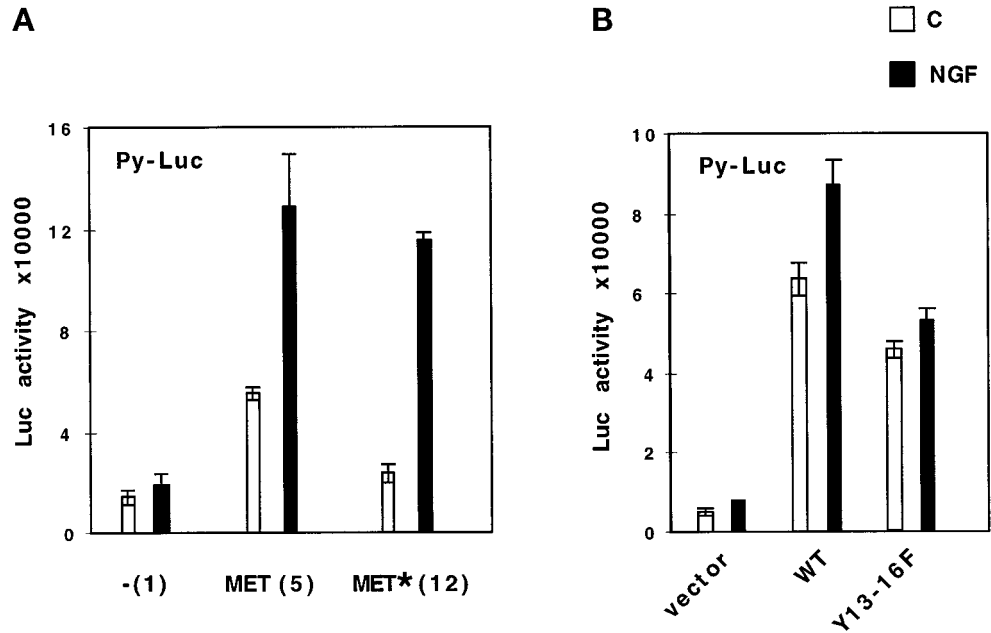 A
B
C
NGF
16
12
8
4
0
Luc activity x10000
Py-Luc
-(1)
MET (5)
MET* (12)
10
8
6
4
2
0
Luc activity x10000
Py-Luc
vector
WT
Y13-16F